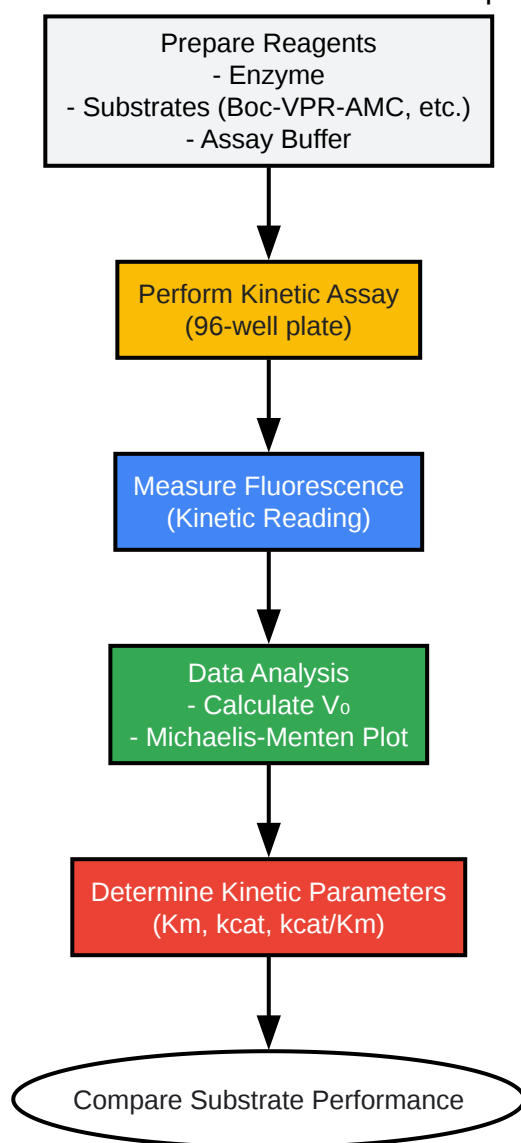 Prepare Reagents
- Enzyme
- Substrates (Boc-VPR-AMC, etc.)
- Assay Buffer
Perform Kinetic Assay
(96-well plate)
Measure Fluorescence
(Kinetic Reading)
Data Analysis
- Calculate V₀
- Michaelis-Menten Plot
Determine Kinetic Parameters
(Km, kcat, kcat/Km)
Compare Substrate Performance